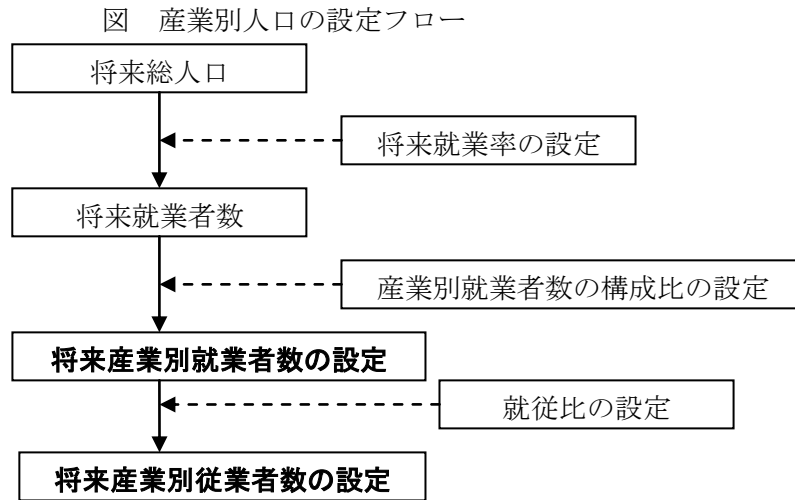 図　産業別人口の設定フロー
将来総人口
将来就業率の設定
将来就業者数
産業別就業者数の構成比の設定
将来産業別就業者数の設定
就従比の設定
将来産業別従業者数の設定